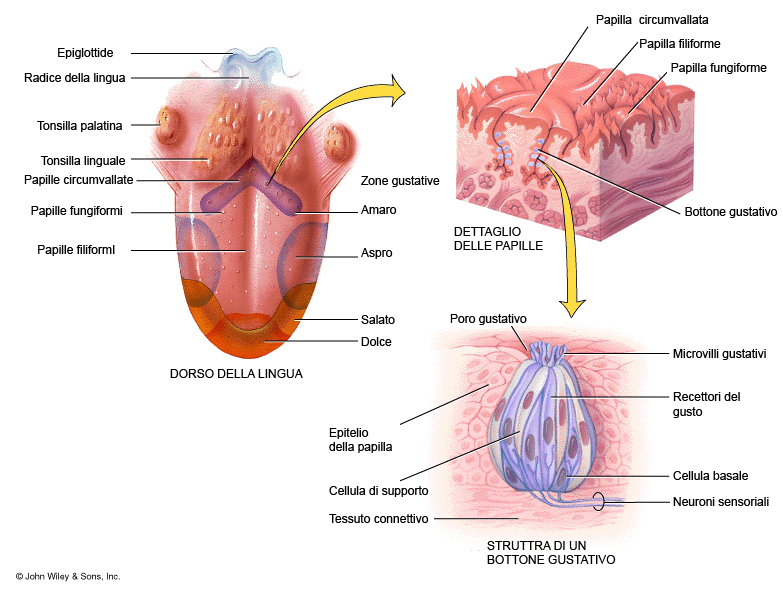 Epiglottide
Radice della lingua
Tonsilla palatina
Tonsilla linguale
Papille circumvallate
Papille fungiformi
Papille filiformI
Zone gustative
Amaro
Aspro
Salato
Dolce
DORSO DELLA LINGUA
Papilla circumvallata
Papilla filiforme
Papilla fungiforme
Bottone gustativo
DETTAGLIO
DELLE PAPILLE
Poro gustativo
Microvilli gustativi
Recettori del
gusto
Epitelio
della papilla
Cellula di supporto
Cellula basale
Neuroni sensoriali
Tessuto connettivo
STRUTTRA DI UN
BOTTONE GUSTATIVO
© John Wiley & Sons, Inc.